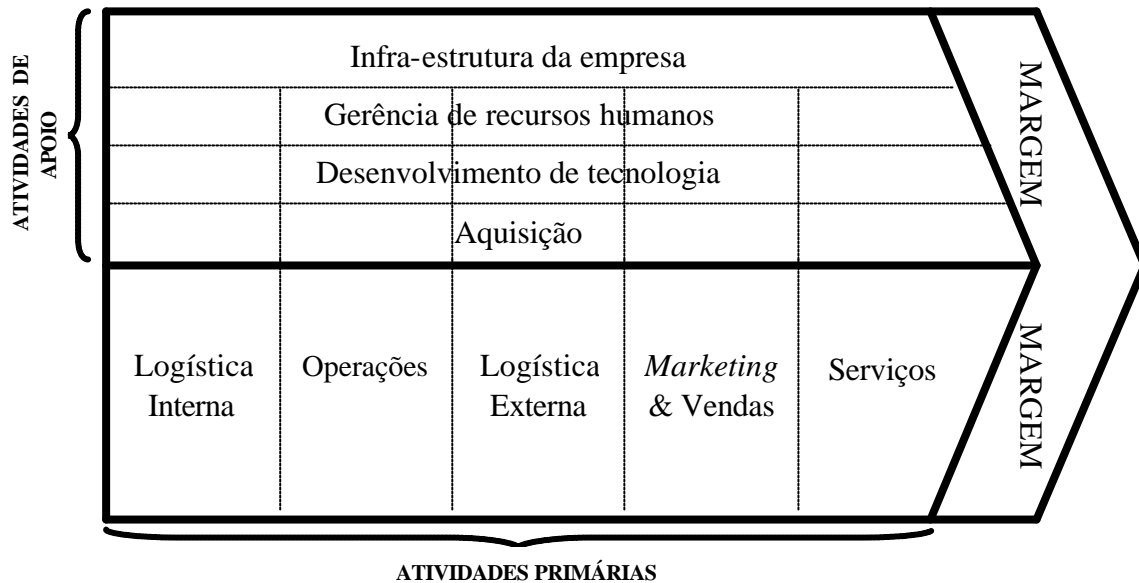 ATIVIDADES DE
APOIO
Infra-estrutura da empresa
Gerência de recursos humanos
Desenvolvimento de tecnologia
Aquisição
MARGEM
Logística
Interna
Operações
Logística
Externa
Marketing
& Vendas
Serviços
MARGEM
ATIVIDADES PRIMÁRIAS